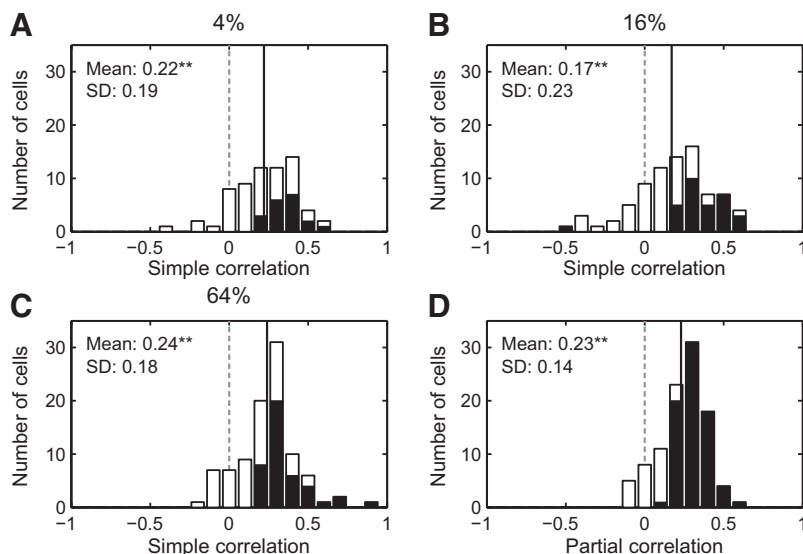 A
4%
Mean: 0.22**
SD: 0.19
Number of cells
30
20
10
0
−1
−0.5
0
0.5
1
Simple correlation
B
16%
Mean: 0.17**
SD: 0.23
Number of cells
30
20
10
0
−1
−0.5
0
0.5
1
Simple correlation
C
64%
Mean: 0.24**
SD: 0.18
Number of cells
30
20
10
0
−1
−0.5
0
0.5
1
Simple correlation
D
Mean: 0.23**
SD: 0.14
Number of cells
30
20
10
0
−1
−0.5
0
0.5
1
Partial correlation